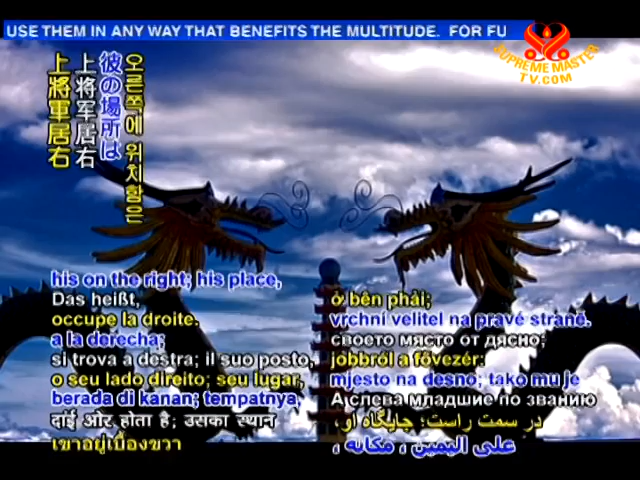 USE THEM IN ANY WAY THAT BENEFITS THE MULTITUDE. FOR FU
SUPREME MASTER
TV.COM
오른쪽에 위치함은
彼の場所は
上将军居右
上將軍居右
his on the right; his place,
Das heißt,
occupe la droite.
a la derecha;
si trova a destra; il suo posto,
o seu lado direito; seu lugar,
berada di kanan; tempatnya,
दांई ओर होता है; उसका स्थान
เขาอยู่เบื้องขวา
ở bên phải;
vrchní velitel na pravé straně.
своето място от дясно;
jobbról a fővezér:
mjesto na desno; tako mu je
младшие по званию
در سمت راست؛ جایگاه او،
على اليمين ، مكانه ،